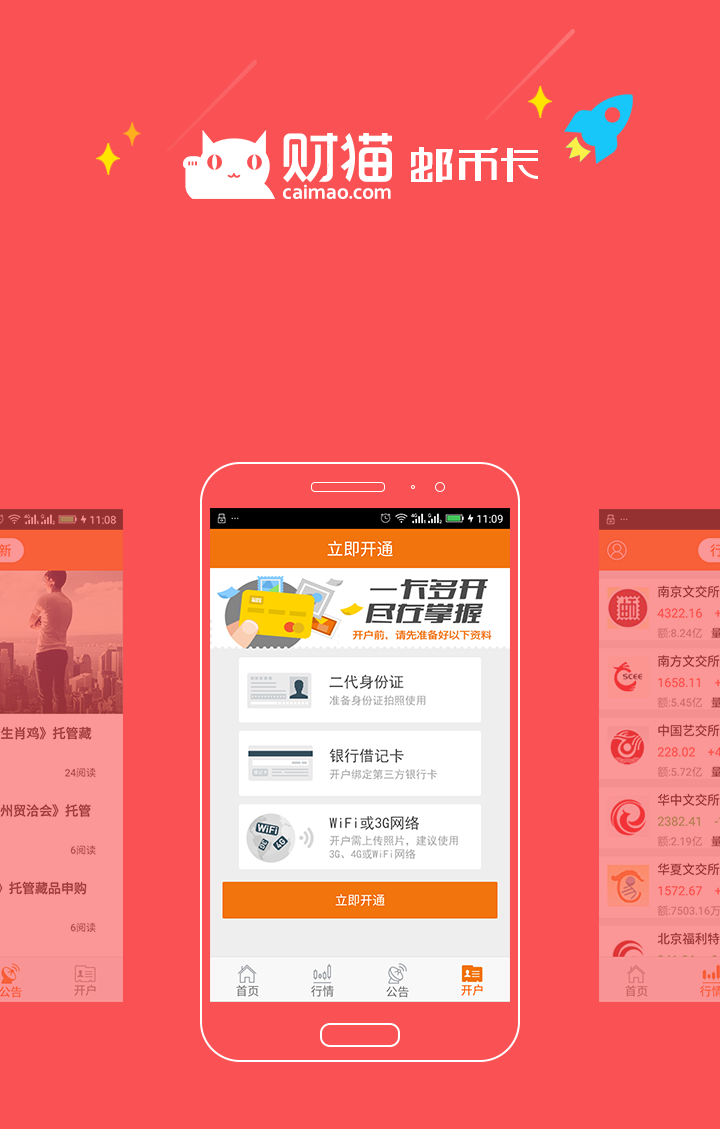 财猫
caimao.com
邮币卡
11:08
新
生肖鸡》托管藏
24阅读
州贸洽会》托管
6阅读
》托管藏品申购
6阅读
公告
开户
11:09
立即开通
一卡多开
尽在掌握
开户前，请先准备好以下资料
二代身份证
准备身份证拍照使用
银行借记卡
开户绑定第三方银行卡
WiFi
3G
4G
WiFi或3G网络
开户需上传照片，建议使用
3G、4G或WiFi网络
立即开通
首页
行情
公告
开户
行
南京文交所
4322.16 +
额:8.24亿 量
南方文交所
SCEE
1658.11 +
额:5.45亿 量
中国艺交所
228.02 +4
额:5.72亿 量
华中文交所
2382.41 -
额:2.19亿 量
华夏文交所
1572.67 +
额:7503.16万
北京福利特
首页
行情